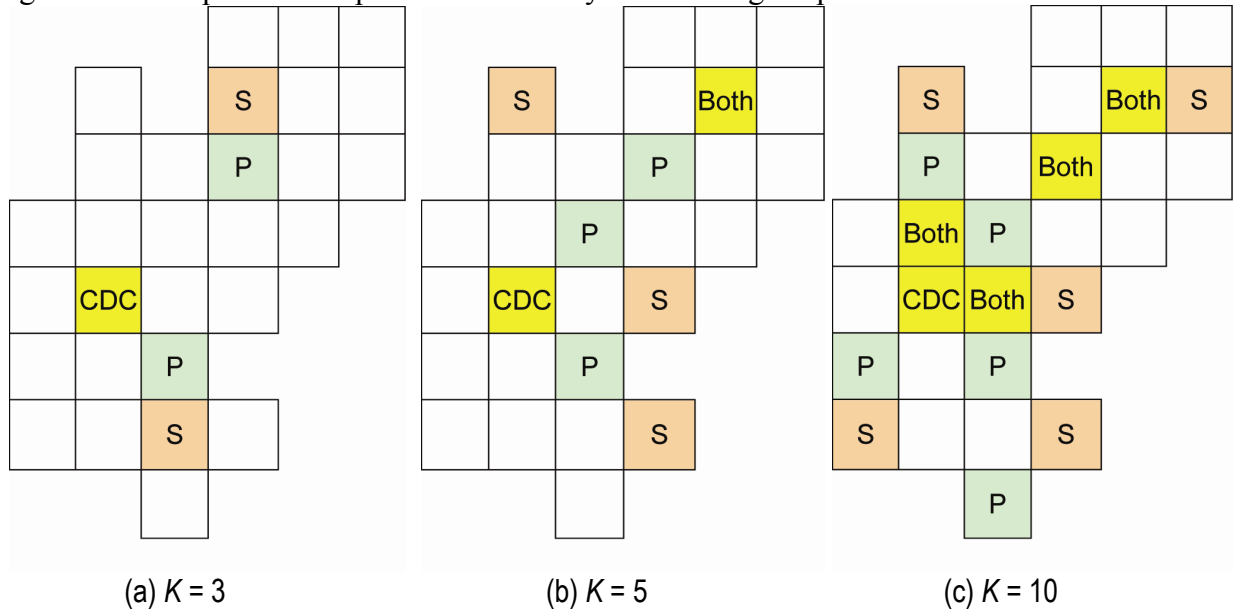 S
P
CDC
P
S
(a) K = 3
S Both
P
P
CDC S
P
S
(b) K = 5
S Both S
P Both
Both P
CDC Both S
P P
S S
P
(c) K = 10